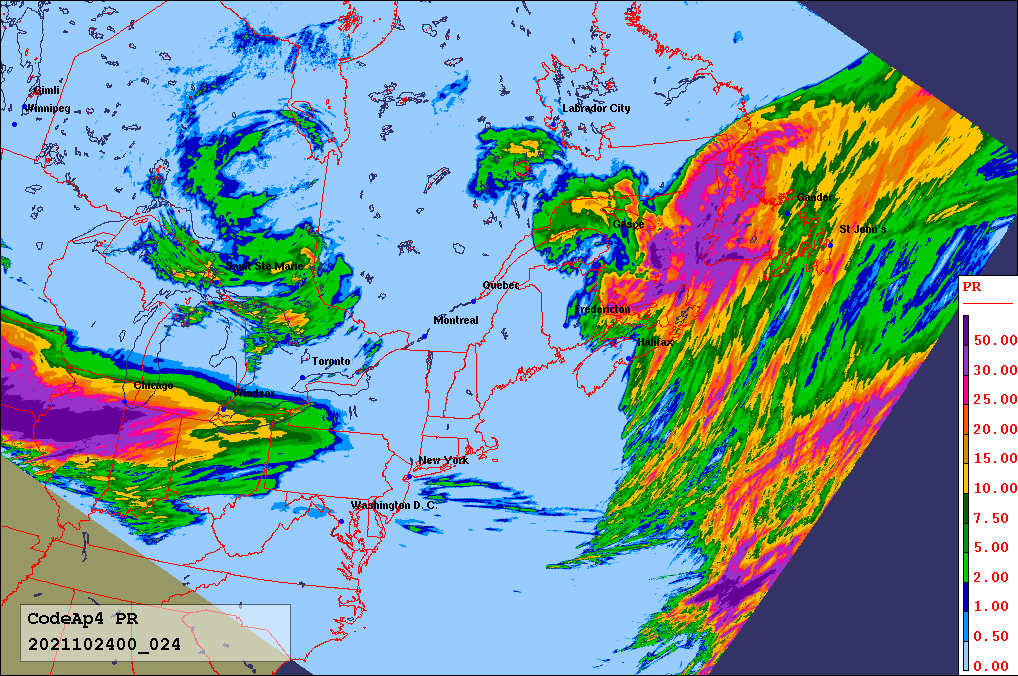 Gimli
Winnipeg
Labrador City
Gander
Gaspe
St John's
Sault Ste Marie
Quebec
Fredericton
Montreal
Halifax
Toronto
Chicago
Windsor
New York
Washington D. C.
PR
50.00
30.00
25.00
20.00
15.00
10.00
7.50
5.00
2.00
1.00
0.50
0.00
CodeAp4 PR
2021102400_024